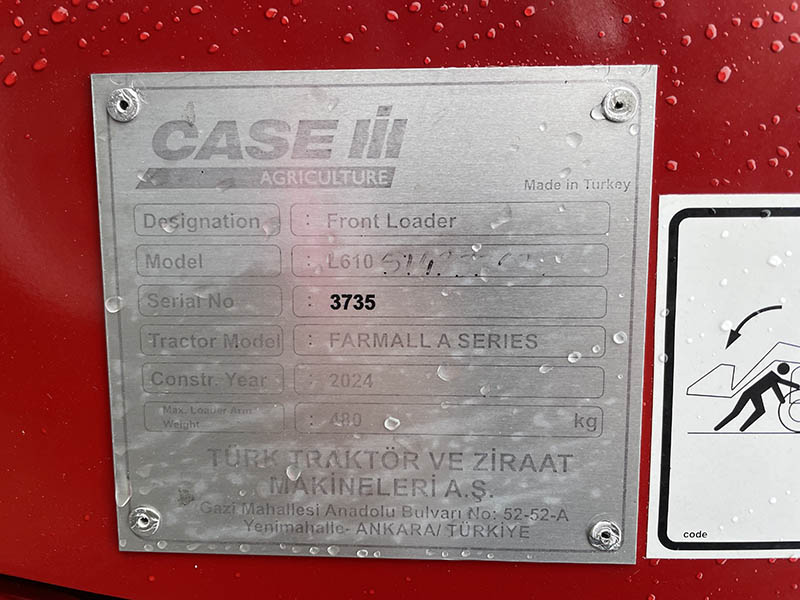 CASE III
AGRICULTURE
Made in Turkey
Designation : Front Loader
Model : L610
Serial No : 3735
Tractor Model : FARMALL A SERIES
Constr. Year : 2024
Max. Loader Arm
Weight : 480 kg
TÜRK TRAKTÖR VE ZİRAAT
MAKİNELERİ A.Ş.
Gazi Mahallesi Anadolu Bulvarı No: 52-52-A
Yenimahalle- ANKARA/ TÜRKİYE
code